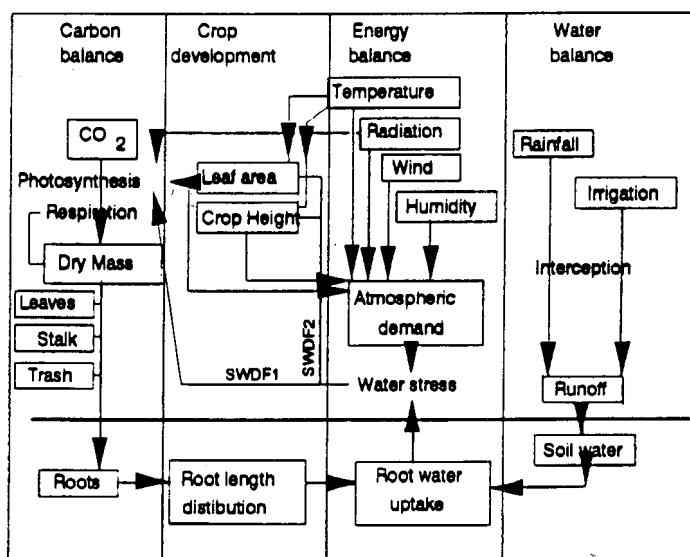 Carbon
balance
Crop
development
Energy
balance
Water
balance
Temperature
CO 2
Radiation
Rainfall
Photosynthesis
Leaf area
Wind
Irrigation
Respiration
Crop Height
Humidity
Dry Mass
Interception
Leaves
Atmospheric
demand
Stalk
SWDF2
Trash
SWDF1
Water stress
Runoff
Soil water
Roots
Root length
distibution
Root water
uptake